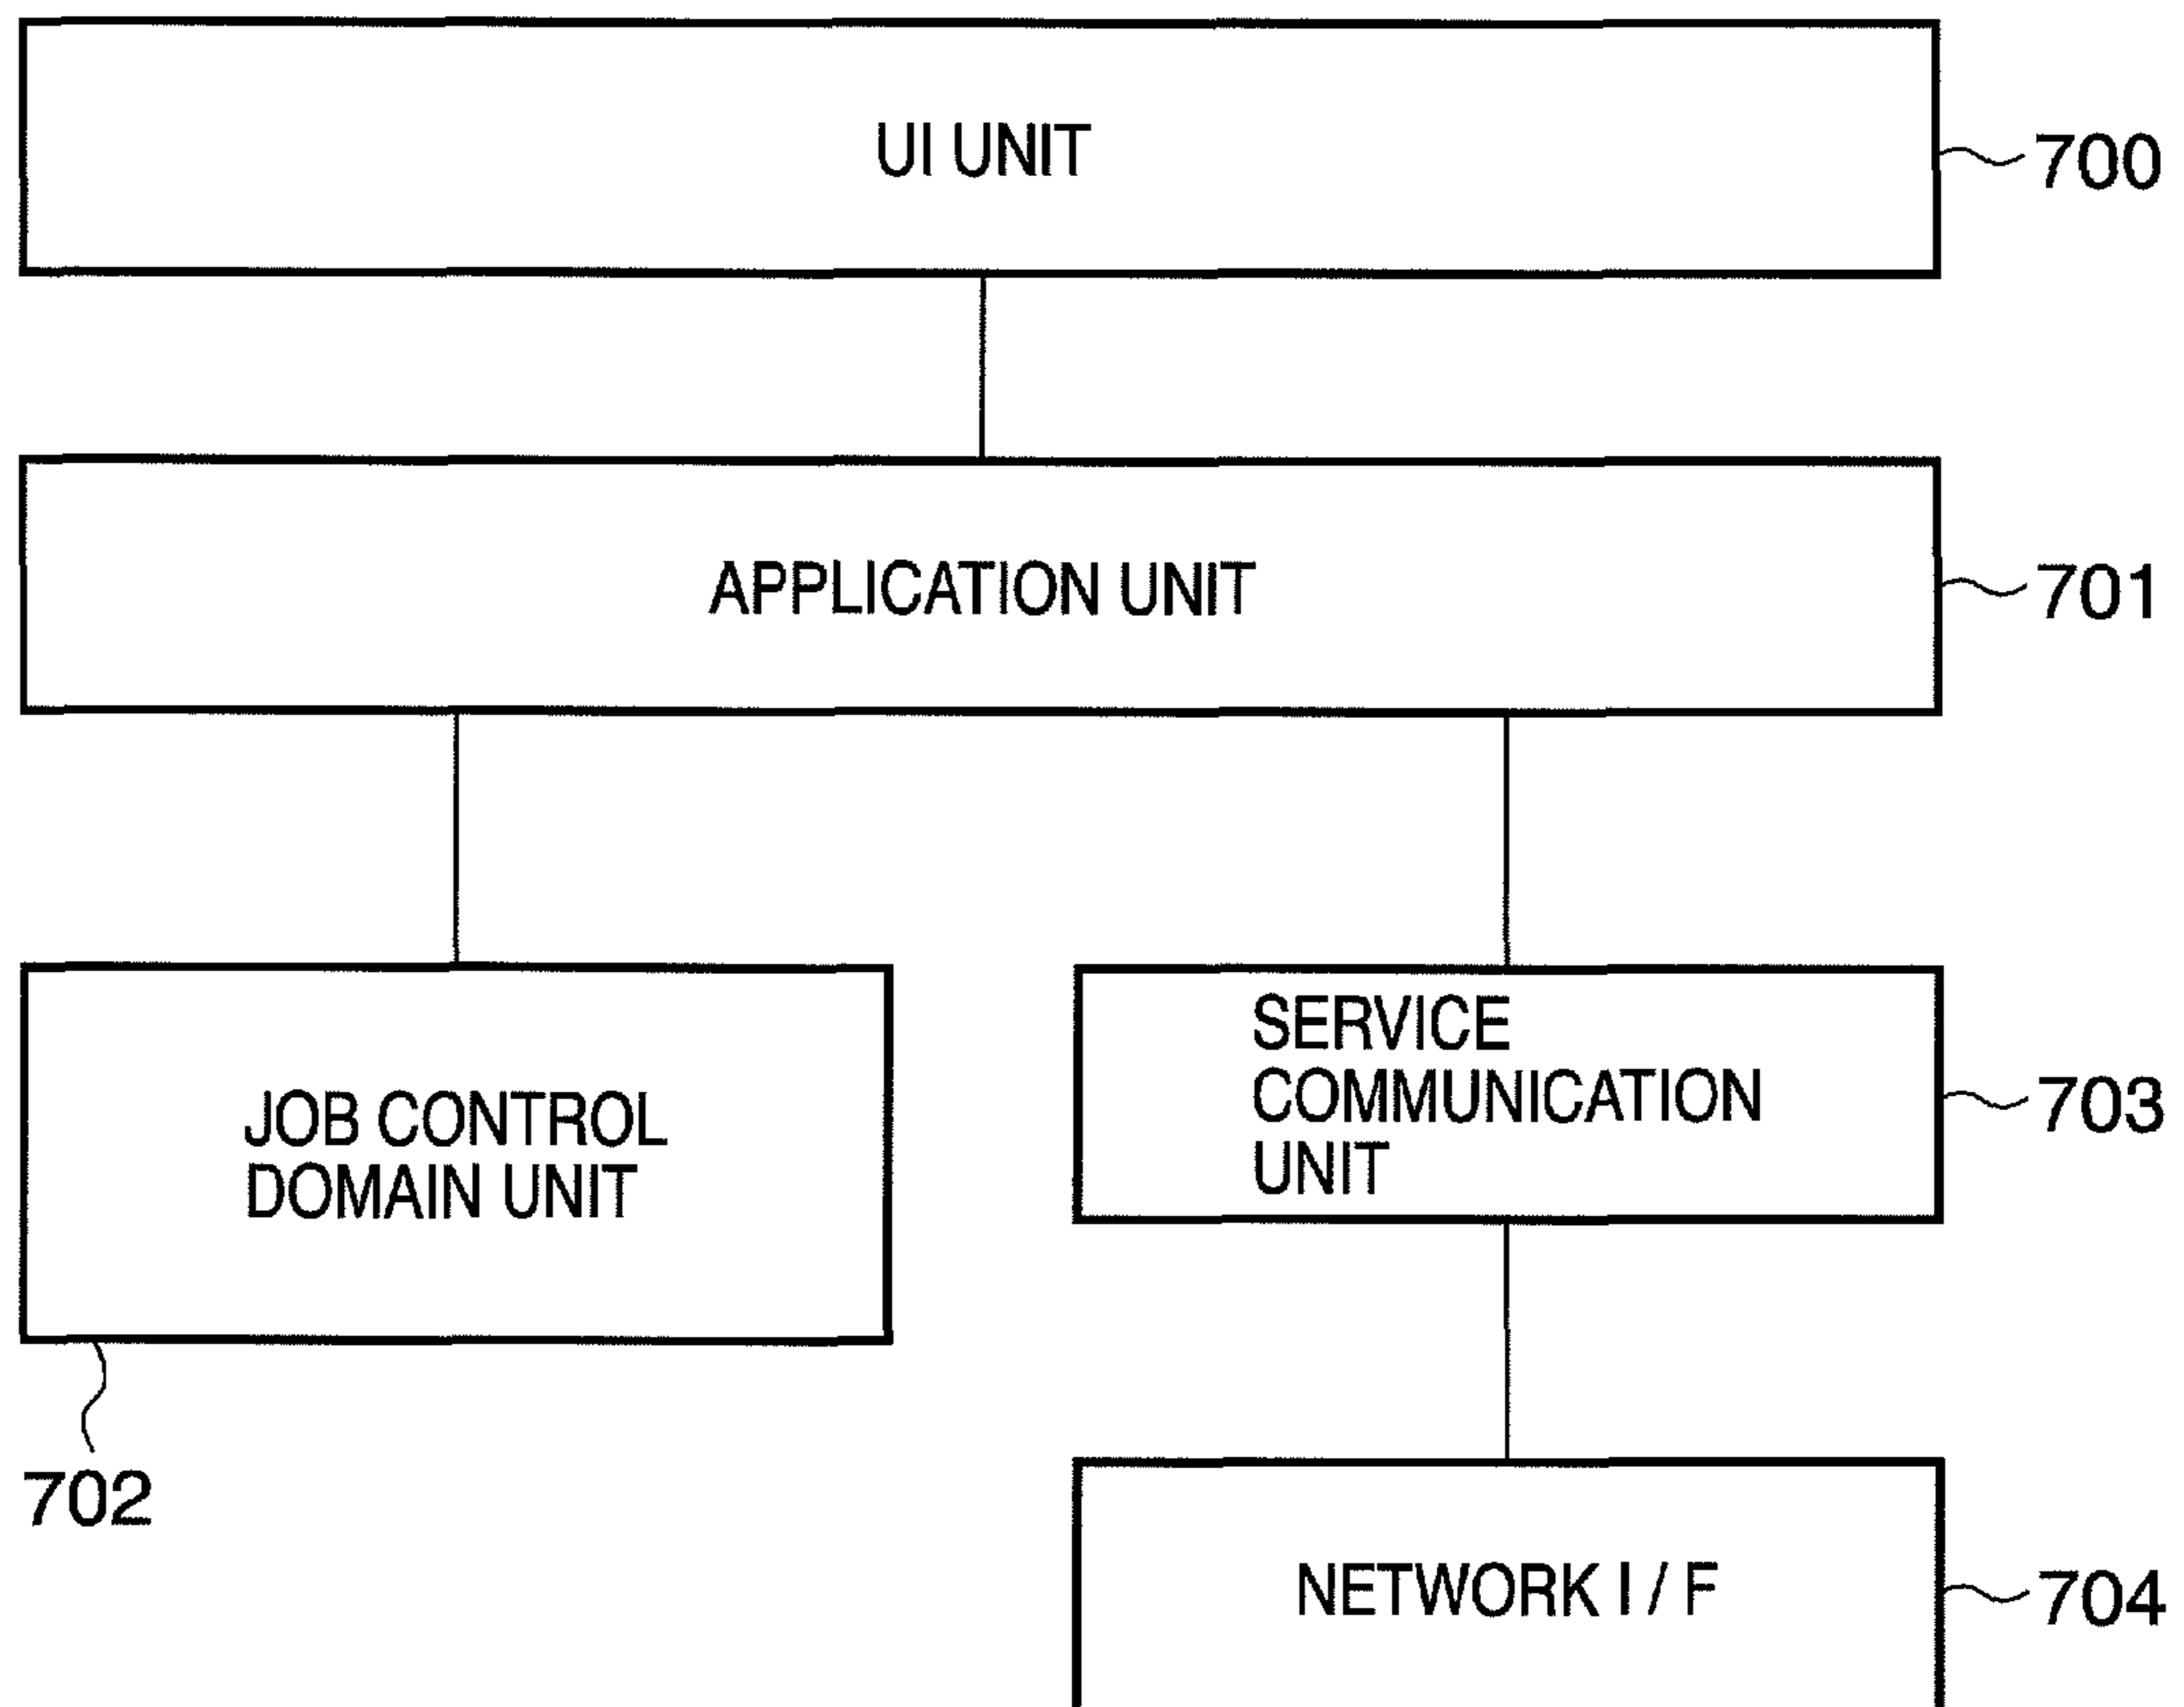 UI UNIT
700
APPLICATION UNIT
701
JOB CONTROL
DOMAIN UNIT
702
SERVICE
COMMUNICATION
UNIT
703
NETWORK I / F
704